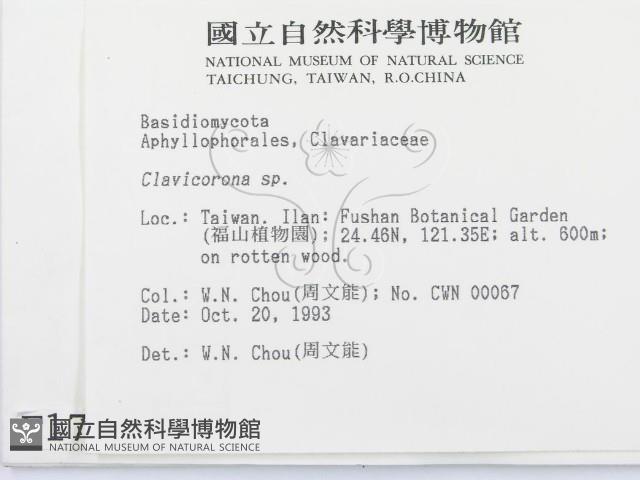 國立自然科學博物館
NATIONAL MUSEUM OF NATURAL SCIENCE
TAICHUNG, TAIWAN, R.O.CHINA
Basidiomycota
Aphyllophorales, Clavariaceae
Clavicorona sp.
Loc.: Taiwan. Ilan: Fushan Botanical Garden
(福山植物園); 24.46N, 121.35E; alt. 600m;
on rotten wood.
Col.: W.N. Chou(周文能); No. CWN 00067
Date: Oct. 20, 1993
Det.: W.N. Chou(周文能)
國立自然科學博物館
NATIONAL MUSEUM OF NATURAL SCIENCE